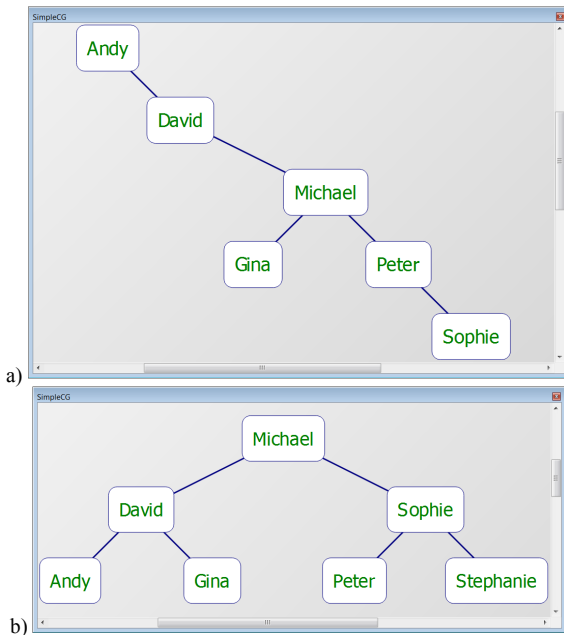 SimpleCG
Andy
David
Michael
Gina Peter
Sophie
a)
SimpleCG
Michael
David Sophie
Andy Gina Peter Stephanie
b)